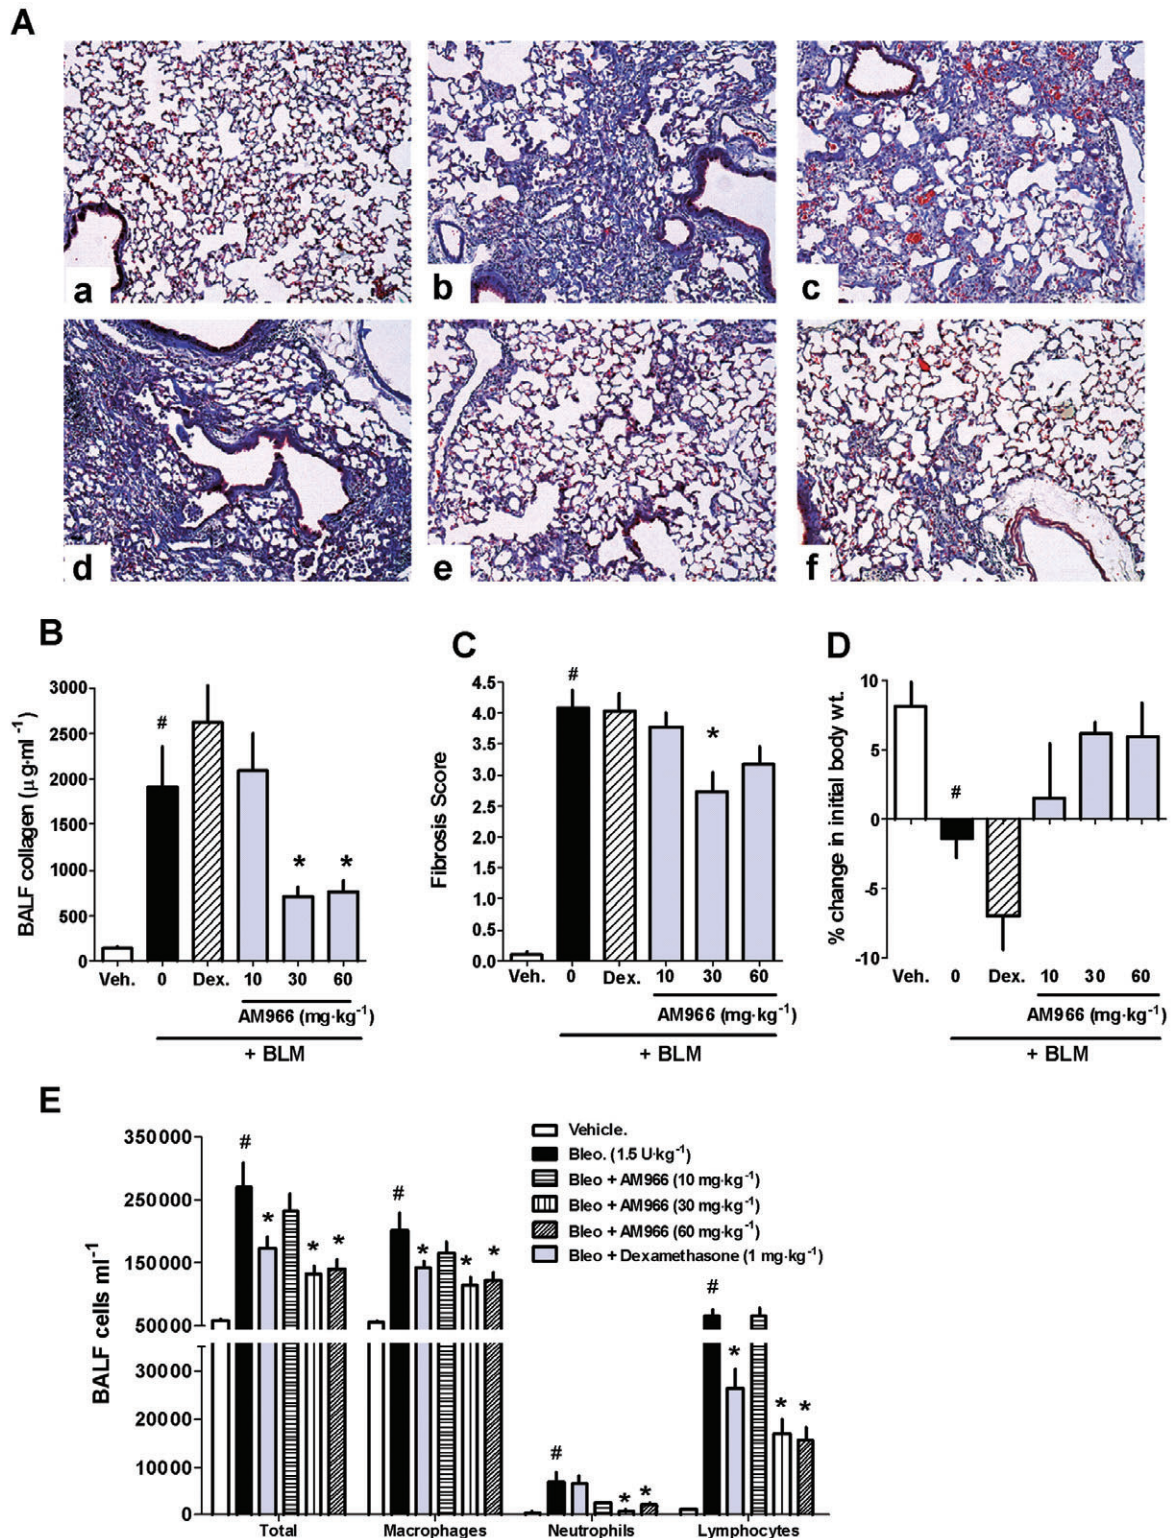 A
a
b
c
d
e
f
B
BALF collagen (µg·ml⁻¹)
3000
2500
2000
1500
1000
500
0
#
*
*
Veh.
0
Dex.
10
30
60
AM966 (mg·kg⁻¹)
+ BLM
C
Fibrosis Score
4.5
4.0
3.5
3.0
2.5
2.0
1.5
1.0
0.5
0.0
#
*
Veh.
0
Dex.
10
30
60
AM966 (mg·kg⁻¹)
+ BLM
D
% change in initial body wt.
10
5
0
-5
-10
#
Veh.
0
Dex.
10
30
60
AM966 (mg·kg⁻¹)
+ BLM
E
BALF cells ml⁻¹
350000
250000
150000
50000
30000
20000
10000
0
Vehicle.
Bleo. (1.5 U·kg⁻¹)
Bleo + AM966 (10 mg·kg⁻¹)
Bleo + AM966 (30 mg·kg⁻¹)
Bleo + AM966 (60 mg·kg⁻¹)
Bleo + Dexamethasone (1 mg·kg⁻¹)
#
*
*
*
#
*
*
*
#
*
*
#
*
*
*
Total
Macrophages
Neutrophils
Lymphocytes